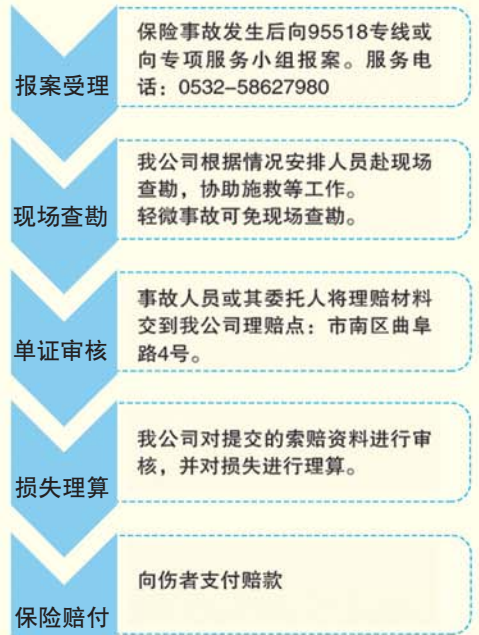 报案受理
保险事故发生后向95518专线或
向专项服务小组报案。服务电
话：0532-58627980
现场查勘
我公司根据情况安排人员赴现场
查勘，协助施救等工作。
轻微事故可免现场查勘。
单证审核
事故人员或其委托人将理赔材料
交到我公司理赔点：市南区曲阜
路4号。
损失理算
我公司对提交的索赔资料进行审
核，并对损失进行理算。
保险赔付
向伤者支付赔款